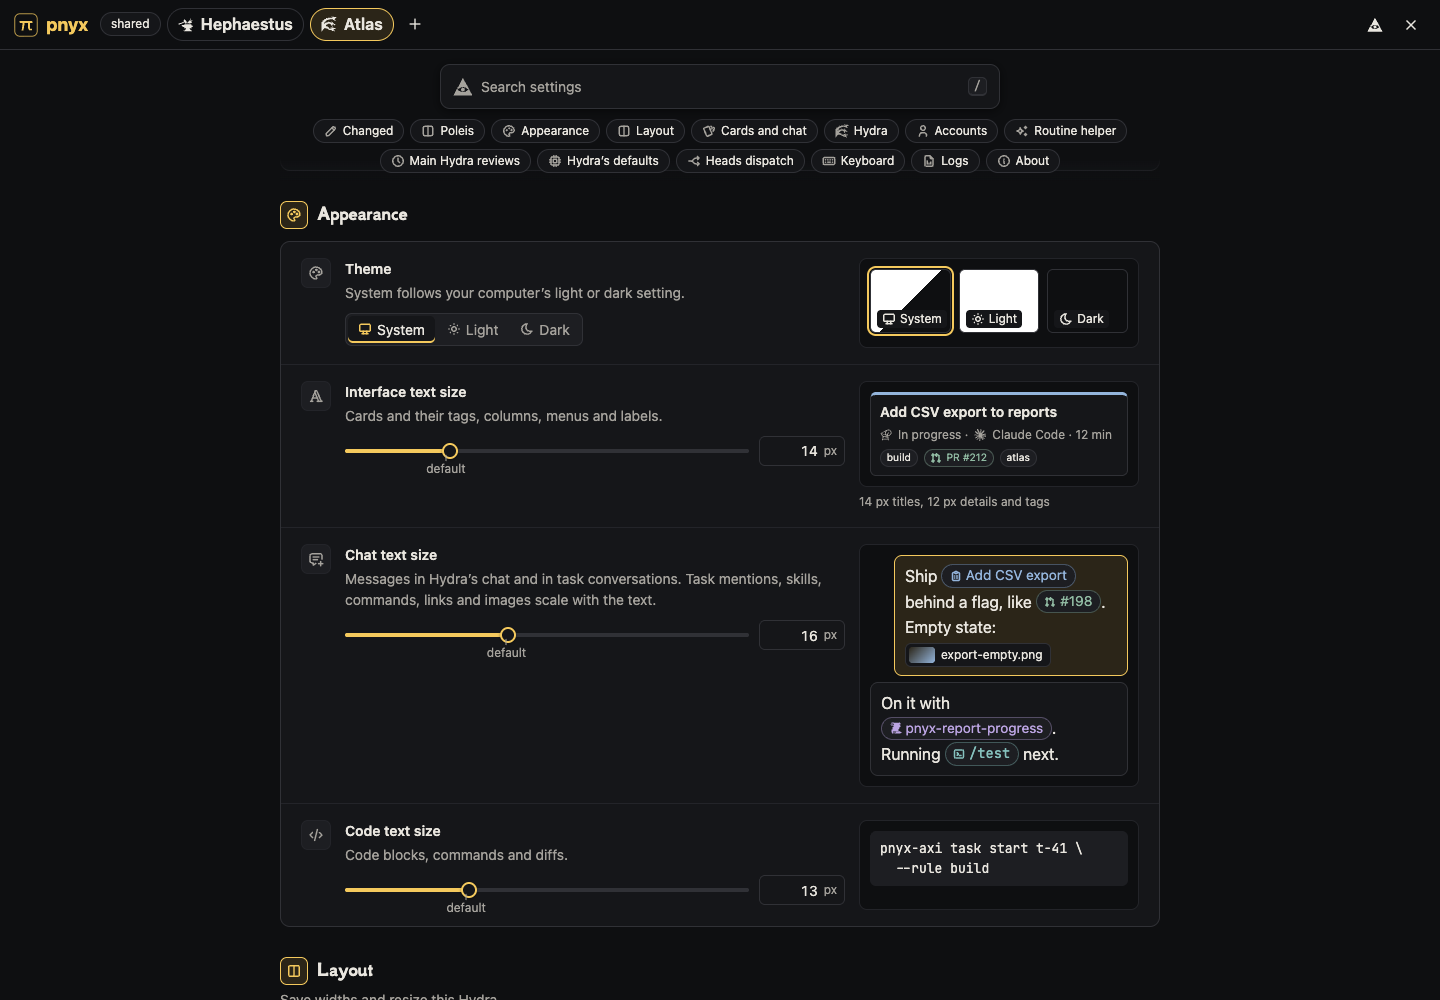 pnyx
shared
Hephaestus
Atlas
+
Search settings
/
Changed
Poleis
Appearance
Layout
Cards and chat
Hydra
Accounts
Routine helper
Main Hydra reviews
Hydra’s defaults
Heads dispatch
Keyboard
Logs
About
Appearance
Theme
System follows your computer’s light or dark setting.
System
Light
Dark
System
Light
Dark
Interface text size
Cards and their tags, columns, menus and labels.
14 px
default
Add CSV export to reports
In progress · Claude Code · 12 min
build
PR #212
atlas
14 px titles, 12 px details and tags
Chat text size
Messages in Hydra’s chat and in task conversations. Task mentions, skills,
commands, links and images scale with the text.
16 px
default
Ship Add CSV export
behind a flag, like #198.
Empty state:
export-empty.png
On it with
pnyx-report-progress.
Running /test next.
Code text size
Code blocks, commands and diffs.
13 px
default
pnyx-axi task start t-41 \
--rule build
Layout
Save widths and resize this Hydra